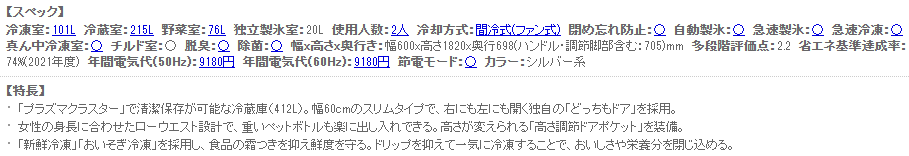 【スペック】
冷凍室：101L 冷蔵室：215L 野菜室：76L 独立製氷室：20L 使用人数：2人 冷却方式：間冷式(ファン式) 閉め忘れ防止：○ 自動製氷：○ 急速製氷：○ 急速冷凍：○
真ん中冷凍室：○ チルド室：○ 脱臭：○ 除菌：○ 幅x高さx奥行き：幅600x高さ1820x奥行698(ハンドル・調節脚部含む：705)mm 多段階評価点：2.2 省エネ基準達成率：
74%(2021年度) 年間電気代(50Hz)：9180円 年間電気代(60Hz)：9180円 節電モード：○ カラー：シルバー系
【特長】
・「プラズマクラスター」で清潔保存が可能な冷蔵庫(412L)。幅60cmのスリムタイプで、右にも左にも開く独自の「どっちもドア」を採用。
・女性の身長に合わせたローウエスト設計で、重いペットボトルも楽に出し入れできる。高さが変えられる「高さ調節ドアポケット」を装備。
・「新鮮冷凍」「おいそぎ冷凍」を採用し、食品の霜つきを抑え鮮度を守る。ドリップを抑えて一気に冷凍することで、おいしさや栄養分を閉じ込める。